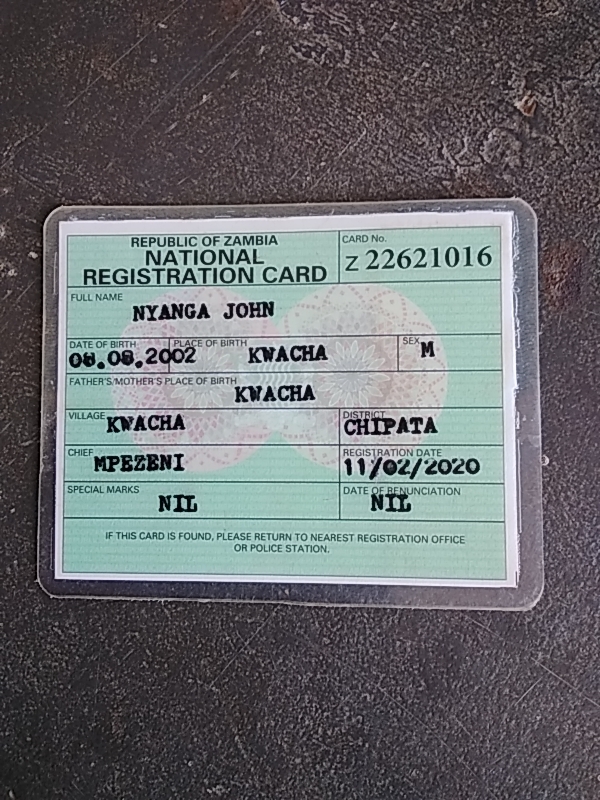 REPUBLIC OF ZAMBIA
NATIONAL
REGISTRATION CARD
CARD No.
Z 22621016
FULL NAME
NYANGA JOHN
DATE OF BIRTH
08.08.2002
PLACE OF BIRTH
KWACHA
SEX
M
FATHER'S/MOTHER'S PLACE OF BIRTH
KWACHA
VILLAGE
KWACHA
DISTRICT
CHIPATA
CHIEF
MPEZENI
REGISTRATION DATE
11/02/2020
SPECIAL MARKS
NIL
DATE OF RENUNCIATION
NIL
IF THIS CARD IS FOUND, PLEASE RETURN TO NEAREST REGISTRATION OFFICE
OR POLICE STATION.